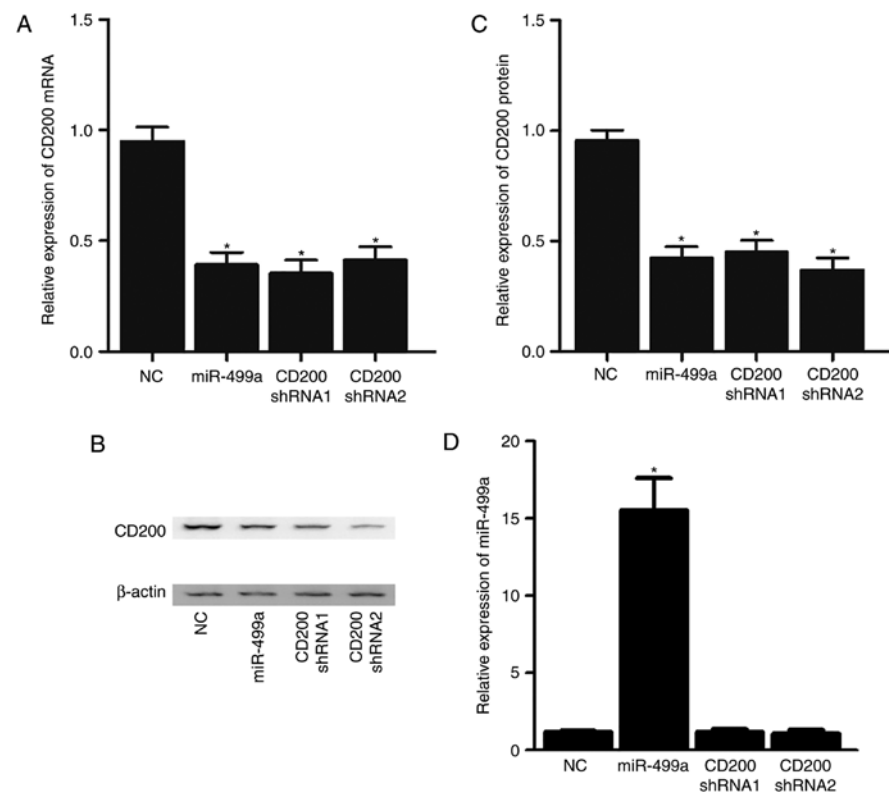 A
Relative expression of CD200 mRNA
1.5
1.0
0.5
0.0
*
*
*
NC
miR-499a
CD200
shRNA1
CD200
shRNA2
C
Relative expression of CD200 protein
1.5
1.0
0.5
0.0
*
*
*
NC
miR-499a
CD200
shRNA1
CD200
shRNA2
B
CD200
β-actin
NC
miR-499a
CD200
shRNA1
CD200
shRNA2
D
Relative expression of miR-499a
20
15
10
5
0
*
NC
miR-499a
CD200
shRNA1
CD200
shRNA2